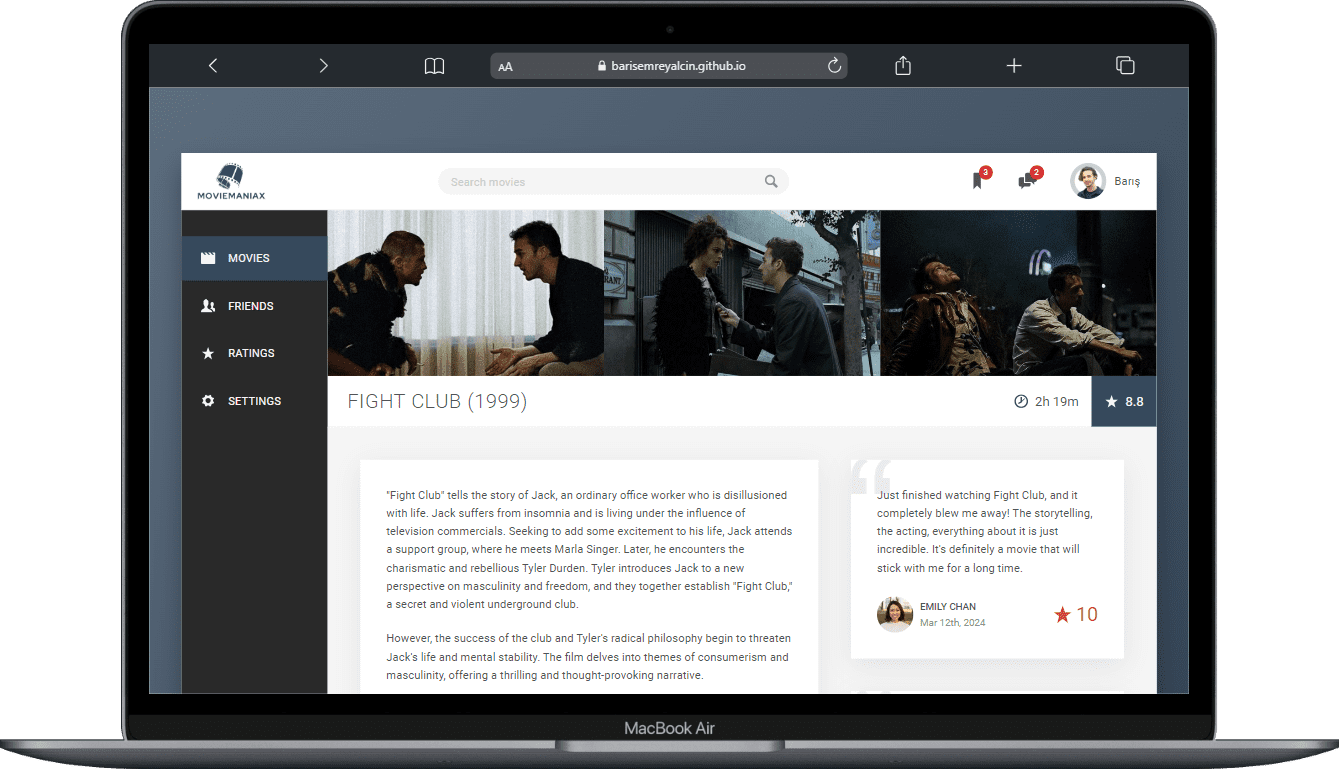 AA
barisemreyalcin.github.io
MOVIEMANIAX
Search movies
3
2
Barış
MOVIES
FRIENDS
RATINGS
SETTINGS
FIGHT CLUB (1999)
2h 19m
8.8
"Fight Club" tells the story of Jack, an ordinary office worker who is disillusioned
with life. Jack suffers from insomnia and is living under the influence of
television commercials. Seeking to add some excitement to his life, Jack attends
a support group, where he meets Marla Singer. Later, he encounters the
charismatic and rebellious Tyler Durden. Tyler introduces Jack to a new
perspective on masculinity and freedom, and they together establish "Fight Club,"
a secret and violent underground club.
However, the success of the club and Tyler's radical philosophy begin to threaten
Jack's life and mental stability. The film delves into themes of consumerism and
masculinity, offering a thrilling and thought-provoking narrative.
“
Just finished watching Fight Club, and it
completely blew me away! The storytelling,
the acting, everything about it is just
incredible. It's definitely a movie that will
stick with me for a long time.
EMILY CHAN
Mar 12th, 2024
10
MacBook Air